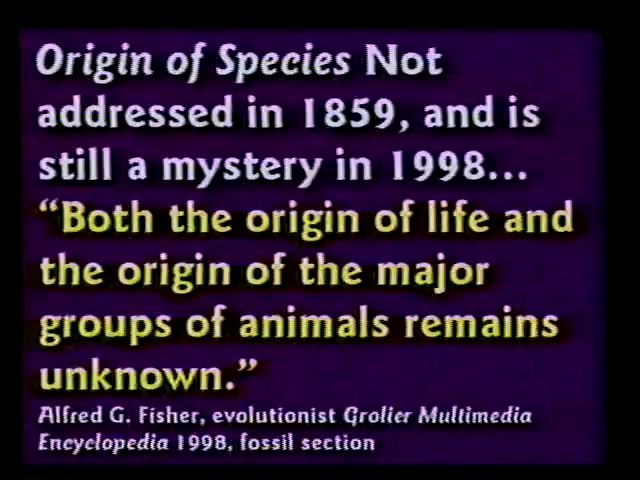 Origin of Species Not
addressed in 1859, and is
still a mystery in 1998...
“Both the origin of life and
the origin of the major
groups of animals remains
unknown.”
Alfred G. Fisher, evolutionist Grolier Multimedia
Encyclopedia 1998, fossil section